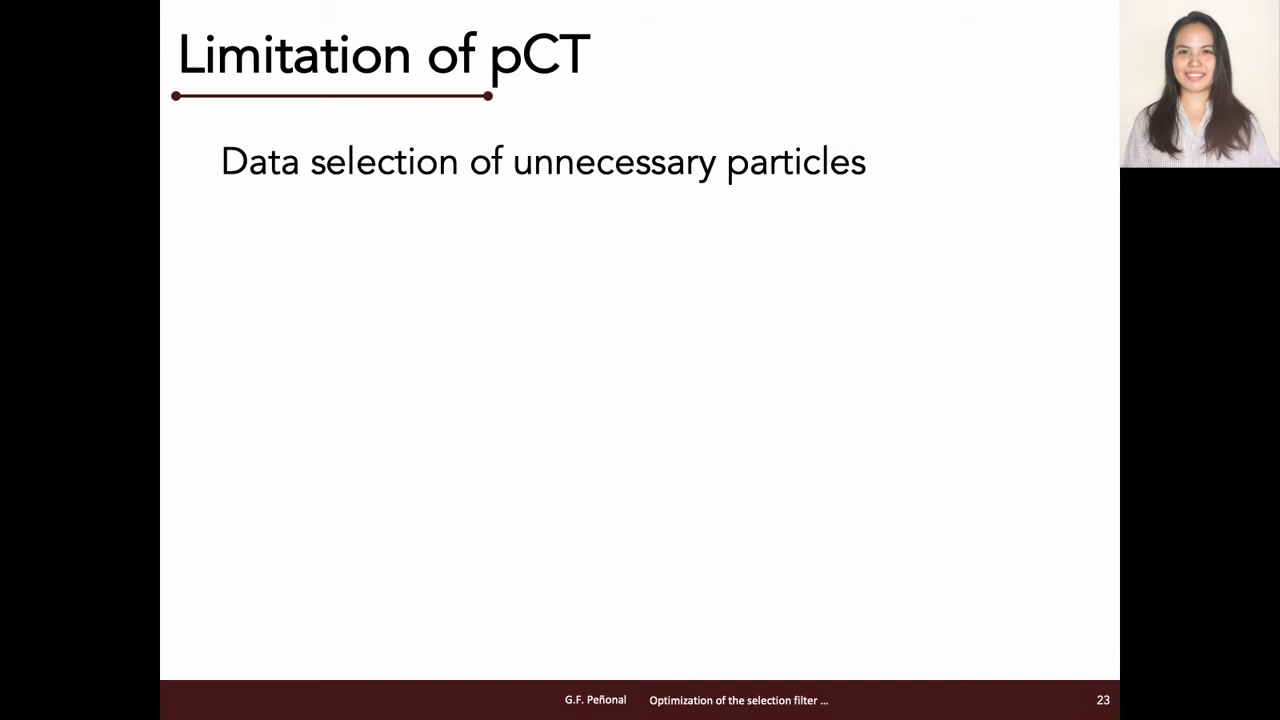 Limitation of pCT
Data selection of unnecessary particles
G.F. Peñonal Optimization of the selection filter ... 23